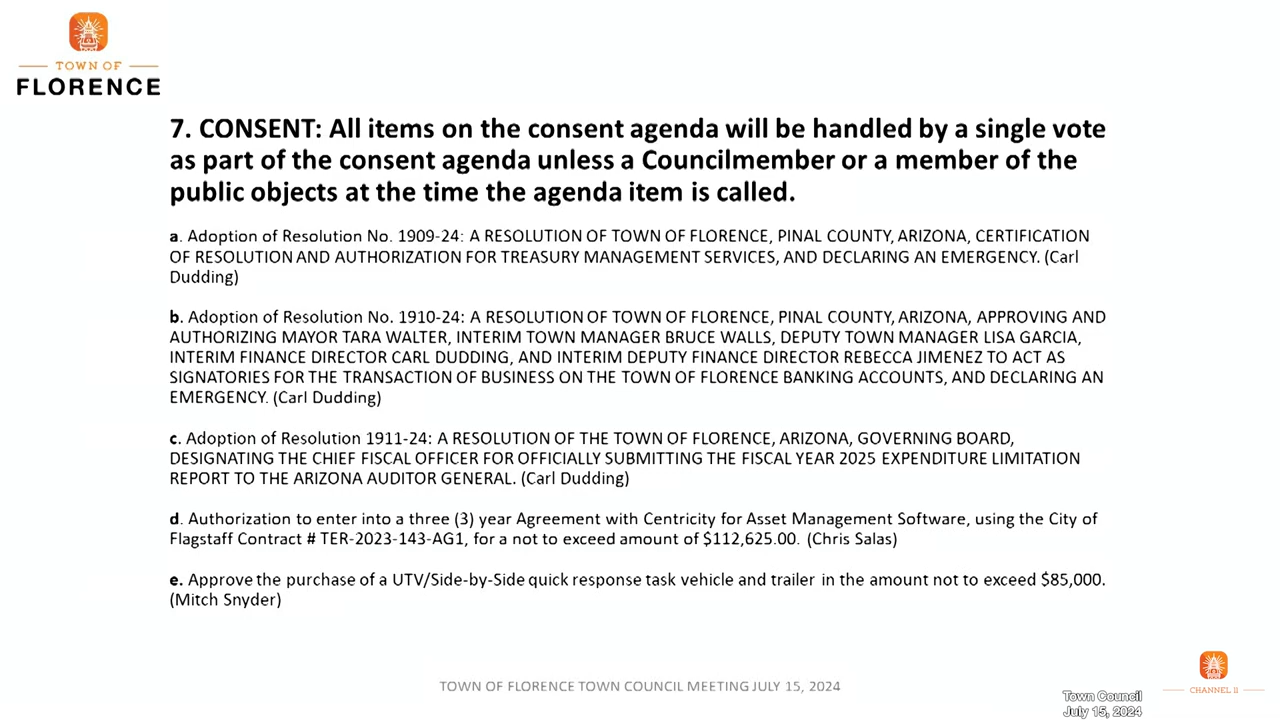 TOWN OF
FLORENCE
7. CONSENT: All items on the consent agenda will be handled by a single vote
as part of the consent agenda unless a Councilmember or a member of the
public objects at the time the agenda item is called.
a. Adoption of Resolution No. 1909-24: A RESOLUTION OF TOWN OF FLORENCE, PINAL COUNTY, ARIZONA, CERTIFICATION
OF RESOLUTION AND AUTHORIZATION FOR TREASURY MANAGEMENT SERVICES, AND DECLARING AN EMERGENCY. (Carl
Dudding)
b. Adoption of Resolution No. 1910-24: A RESOLUTION OF TOWN OF FLORENCE, PINAL COUNTY, ARIZONA, APPROVING AND
AUTHORIZING MAYOR TARA WALTER, INTERIM TOWN MANAGER BRUCE WALLS, DEPUTY TOWN MANAGER LISA GARCIA,
INTERIM FINANCE DIRECTOR CARL DUDDING, AND INTERIM DEPUTY FINANCE DIRECTOR REBECCA JIMENEZ TO ACT AS
SIGNATORIES FOR THE TRANSACTION OF BUSINESS ON THE TOWN OF FLORENCE BANKING ACCOUNTS, AND DECLARING AN
EMERGENCY. (Carl Dudding)
c. Adoption of Resolution 1911-24: A RESOLUTION OF THE TOWN OF FLORENCE, ARIZONA, GOVERNING BOARD,
DESIGNATING THE CHIEF FISCAL OFFICER FOR OFFICIALLY SUBMITTING THE FISCAL YEAR 2025 EXPENDITURE LIMITATION
REPORT TO THE ARIZONA AUDITOR GENERAL. (Carl Dudding)
d. Authorization to enter into a three (3) year Agreement with Centricity for Asset Management Software, using the City of
Flagstaff Contract # TER-2023-143-AG1, for a not to exceed amount of $112,625.00. (Chris Salas)
e. Approve the purchase of a UTV/Side-by-Side quick response task vehicle and trailer in the amount not to exceed $85,000.
(Mitch Snyder)
TOWN OF FLORENCE TOWN COUNCIL MEETING JULY 15, 2024
Town Council
July 15, 2024
CHANNEL 11